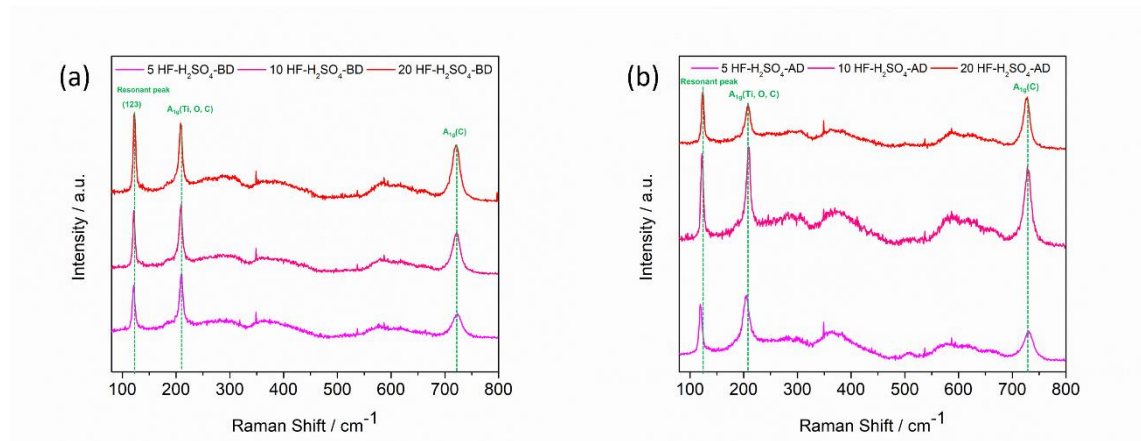 (a)
5 HF-H₂SO₄-BD 10 HF-H₂SO₄-BD 20 HF-H₂SO₄-BD
Resonant peak
(123)
A₁g(Ti, O, C)
A₁g(C)
Intensity / a.u.
100 200 300 400 500 600 700 800
Raman Shift / cm⁻¹
(b)
5 HF-H₂SO₄-AD 10 HF-H₂SO₄-AD 20 HF-H₂SO₄-AD
Resonant peak
A₁g(Ti, O, C)
A₁g(C)
Intensity / a.u.
100 200 300 400 500 600 700 800
Raman Shift / cm⁻¹